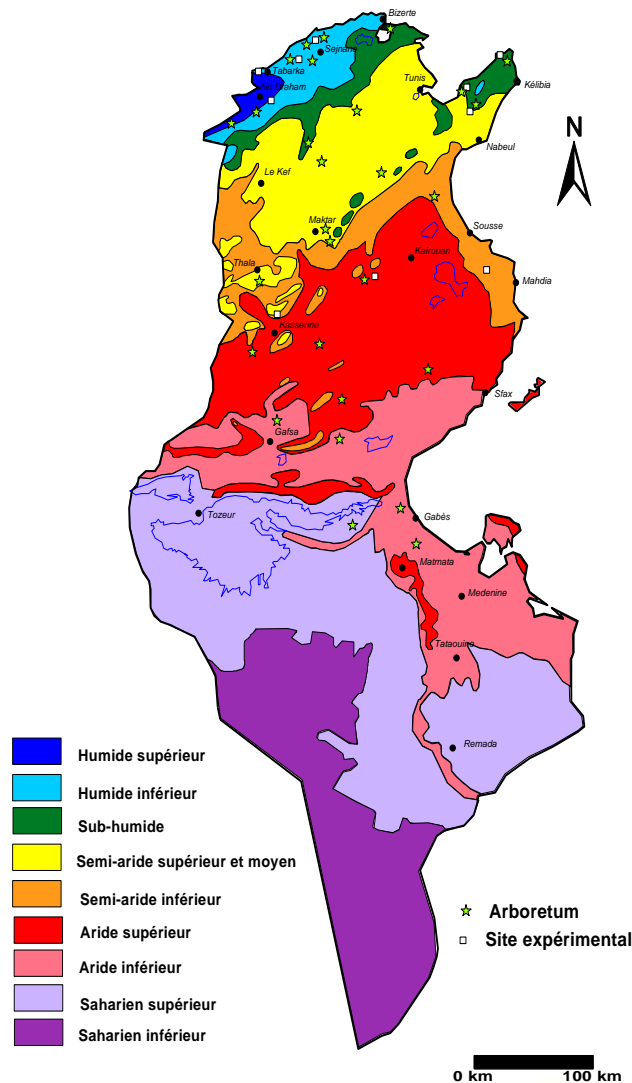 Bizerte
Sejnane
Tabarka
Tunis
Kélibia
N
Nabeul
Le Kef
Maktar
Sousse
Kairouan
Thala
Mahdia
Kasserine
Sfax
Gafsa
Tozeur
Gabès
Matmata
Medenine
Tataouine
Remada
Humide supérieur
Humide inférieur
Sub-humide
Semi-aride supérieur et moyen
Semi-aride inférieur
Aride supérieur
Aride inférieur
Saharien supérieur
Saharien inférieur
Arboretum
Site expérimental
0 km 100 km